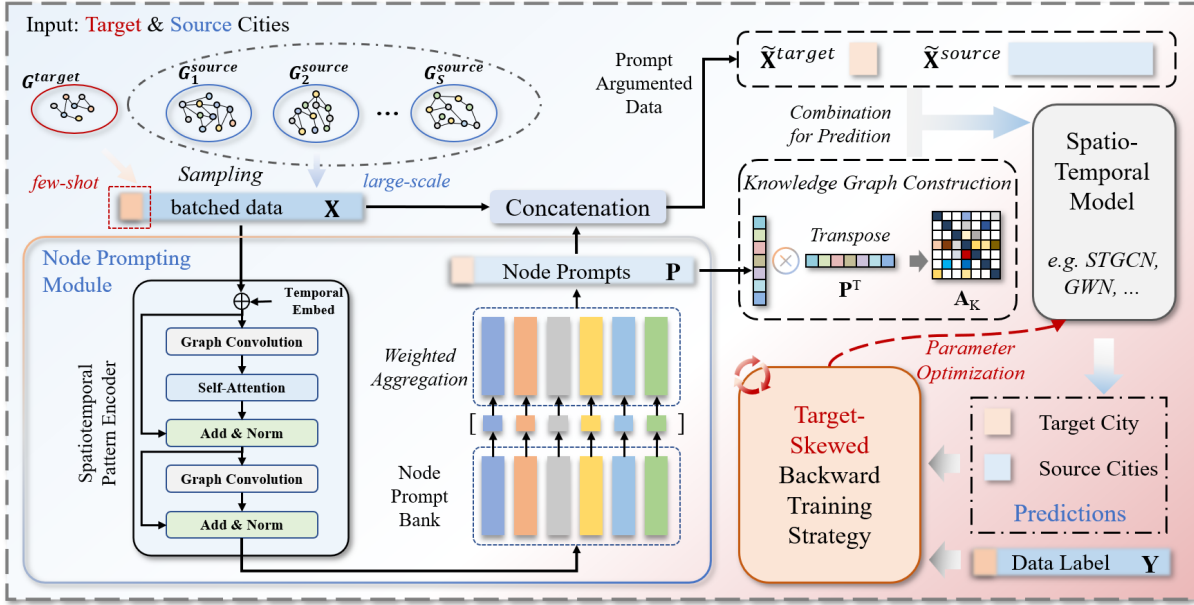 Input: Target & Source Cities
G^target
G_1^source
G_2^source
...
G_S^source
few-shot
Sampling
large-scale
batched data X
Concatenation
Prompt
Argumented
Data
X̃^target
X̃^source
Combination
for Predition
Spatio-
Temporal
Model
e.g. STGCN,
GWN, ...
Knowledge Graph Construction
Transpose
P^T
A_K
Node Prompting
Module
Node Prompts P
Temporal
Embed
Graph Convolution
Self-Attention
Add & Norm
Graph Convolution
Add & Norm
Spatiotemporal
Pattern Encoder
Weighted
Aggregation
[ ]
Node
Prompt
Bank
Parameter
Optimization
Target-
Skewed
Backward
Training
Strategy
Target City
Source Cities
Predictions
Data Label Y